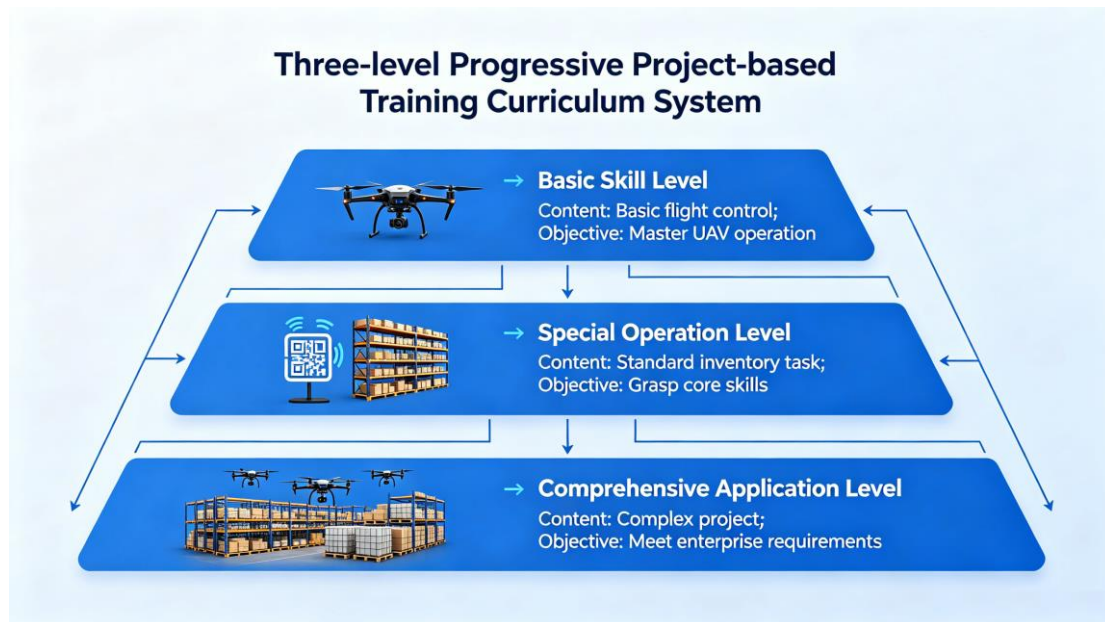 Three-level Progressive Project-based
Training Curriculum System
→ Basic Skill Level
Content: Basic flight control;
Objective: Master UAV operation
→ Special Operation Level
Content: Standard inventory task;
Objective: Grasp core skills
→ Comprehensive Application Level
Content: Complex project;
Objective: Meet enterprise requirements